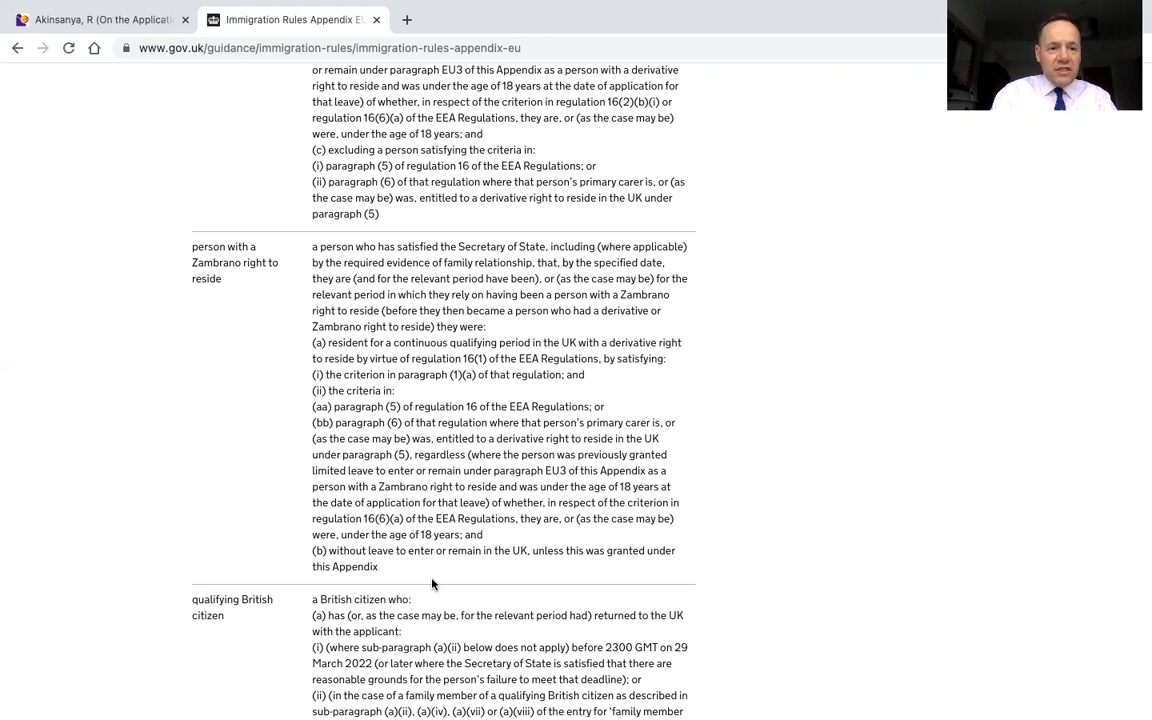 Akinsanya, R (On the Applicati
Immigration Rules Appendix EU
www.gov.uk/guidance/immigration-rules/immigration-rules-appendix-eu
or remain under paragraph EU3 of this Appendix as a person with a derivative
right to reside and was under the age of 18 years at the date of application for
that leave) of whether, in respect of the criterion in regulation 16(2)(b)(i) or
regulation 16(6)(a) of the EEA Regulations, they are, or (as the case may be)
were, under the age of 18 years; and
(c) excluding a person satisfying the criteria in:
(i) paragraph (5) of regulation 16 of the EEA Regulations; or
(ii) paragraph (6) of that regulation where that person's primary carer is, or (as
the case may be) was, entitled to a derivative right to reside in the UK under
paragraph (5)
person with a
Zambrano right to
reside
a person who has satisfied the Secretary of State, including (where applicable)
by the required evidence of family relationship, that, by the specified date,
they are (and for the relevant period have been), or (as the case may be) for the
relevant period in which they rely on having been a person with a Zambrano
right to reside (before they then became a person who had a derivative or
Zambrano right to reside) they were:
(a) resident for a continuous qualifying period in the UK with a derivative right
to reside by virtue of regulation 16(1) of the EEA Regulations, by satisfying:
(i) the criterion in paragraph (1)(a) of that regulation; and
(ii) the criteria in:
(aa) paragraph (5) of regulation 16 of the EEA Regulations; or
(bb) paragraph (6) of that regulation where that person's primary carer is, or
(as the case may be) was, entitled to a derivative right to reside in the UK
under paragraph (5), regardless (where the person was previously granted
limited leave to enter or remain under paragraph EU3 of this Appendix as a
person with a Zambrano right to reside and was under the age of 18 years at
the date of application for that leave) of whether, in respect of the criterion in
regulation 16(6)(a) of the EEA Regulations, they are, or (as the case may be)
were, under the age of 18 years; and
(b) without leave to enter or remain in the UK, unless this was granted under
this Appendix
qualifying British
citizen
a British citizen who:
(a) has (or, as the case may be, for the relevant period had) returned to the UK
with the applicant:
(i) (where sub-paragraph (a)(ii) below does not apply) before 2300 GMT on 29
March 2022 (or later where the Secretary of State is satisfied that there are
reasonable grounds for the person's failure to meet that deadline); or
(ii) (in the case of a family member of a qualifying British citizen as described in
sub-paragraph (a)(ii), (a)(iv), (a)(vii) or (a)(viii) of the entry for 'family member